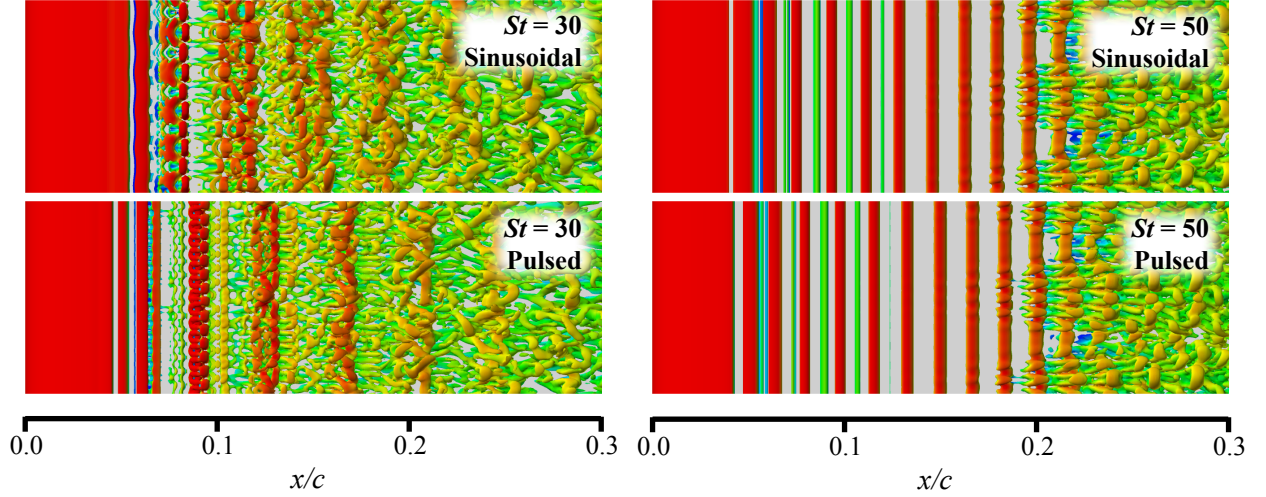 St = 30
Sinusoidal
St = 50
Sinusoidal
St = 30
Pulsed
St = 50
Pulsed
0.0 0.1 0.2 0.3
x/c
0.0 0.1 0.2 0.3
x/c